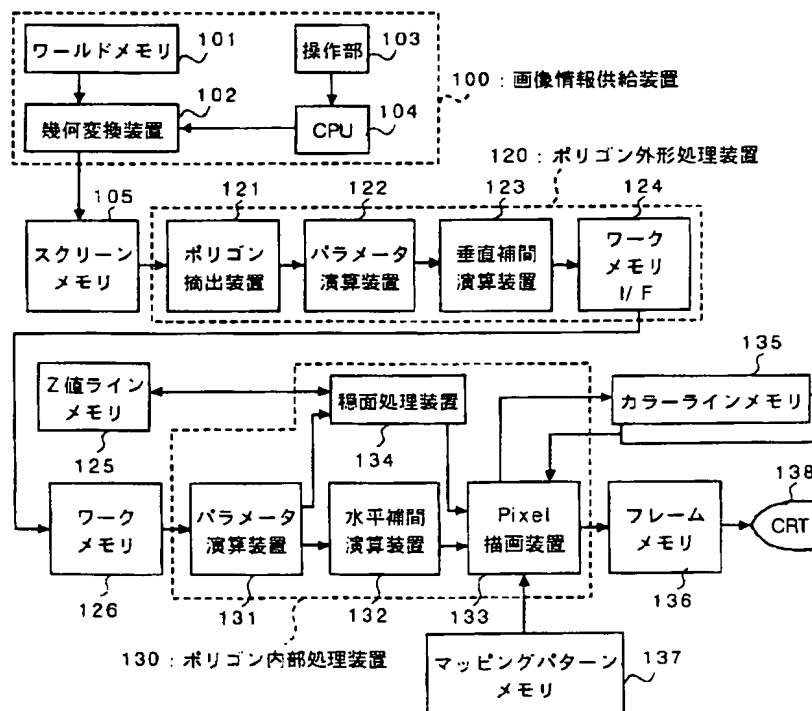 101
ワールドメモリ
103
操作部
100:画像情報供給装置
102
幾何変換装置
104
CPU
120:ポリゴン外形処理装置
105
121
122
123
124
スクリーン
メモリ
ポリゴン
摘出装置
パラメータ
演算装置
垂直補間
演算装置
ワーク
メモリ
I/F
135
Z値ライン
メモリ
125
穏面処理装置
134
カラーラインメモリ
138
CRT
ワーク
メモリ
126
パラメータ
演算装置
131
水平補間
演算装置
132
Pixel
描画装置
133
フレーム
メモリ
136
130:ポリゴン内部処理装置
マッピングパターン
メモリ
137